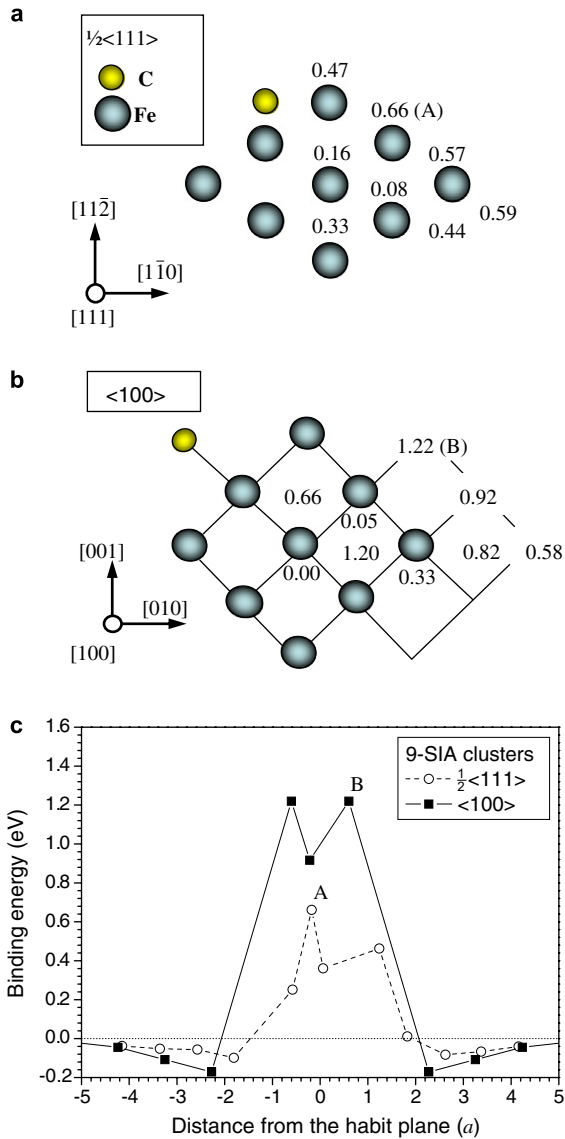 a
½<111>
C
Fe
0.47
0.66 (A)
0.16
0.57
0.08
0.59
0.33
0.44
[112̄]
[11̄0]
[111]
b
<100>
1.22 (B)
0.66
0.92
0.05
1.20
0.82
0.58
0.00
0.33
[001]
[010]
[100]
c
1.6
1.4
1.2
1.0
0.8
0.6
0.4
0.2
0.0
-0.2
Binding energy (eV)
9-SIA clusters
½<111>
<100>
B
A
-5 -4 -3 -2 -1 0 1 2 3 4 5
Distance from the habit plane (a)